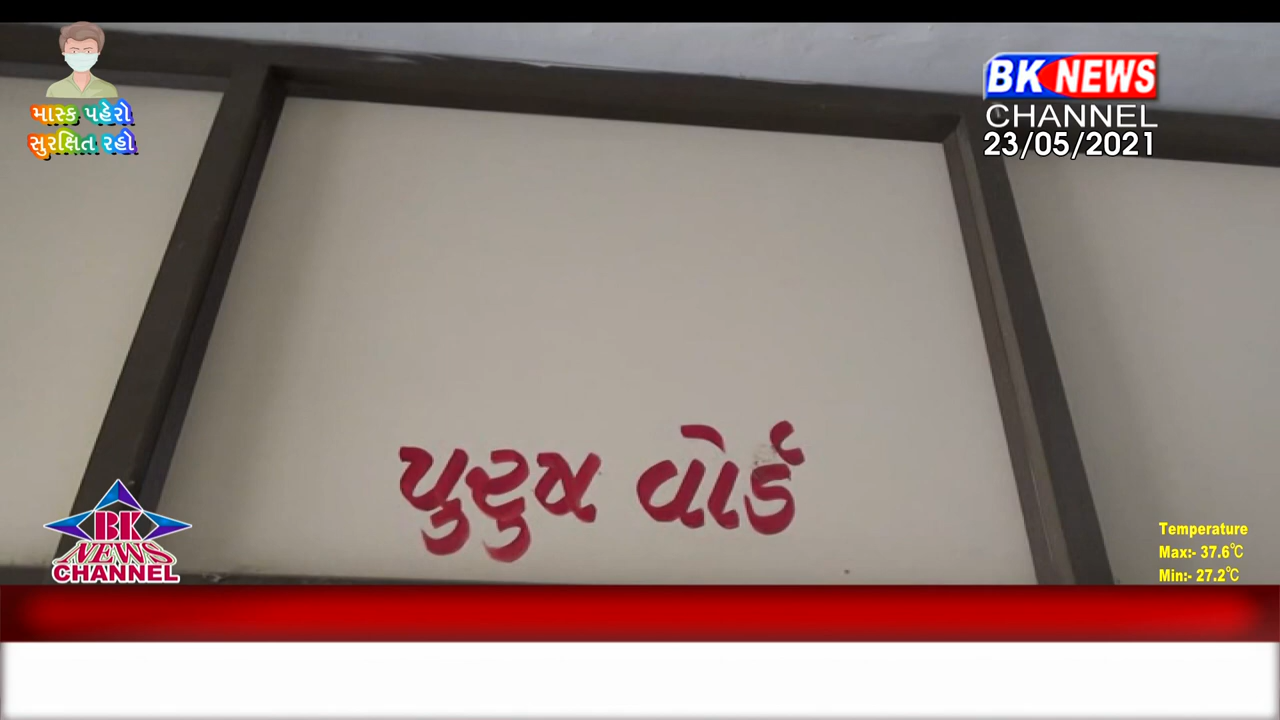 માસ્ક પહેરો
સુરક્ષિત રહો
BK NEWS
CHANNEL
23/05/2021
પુરુષ વોર્ડ
BK
NEWS
CHANNEL
Temperature
Max:- 37.6℃
Min:- 27.2℃